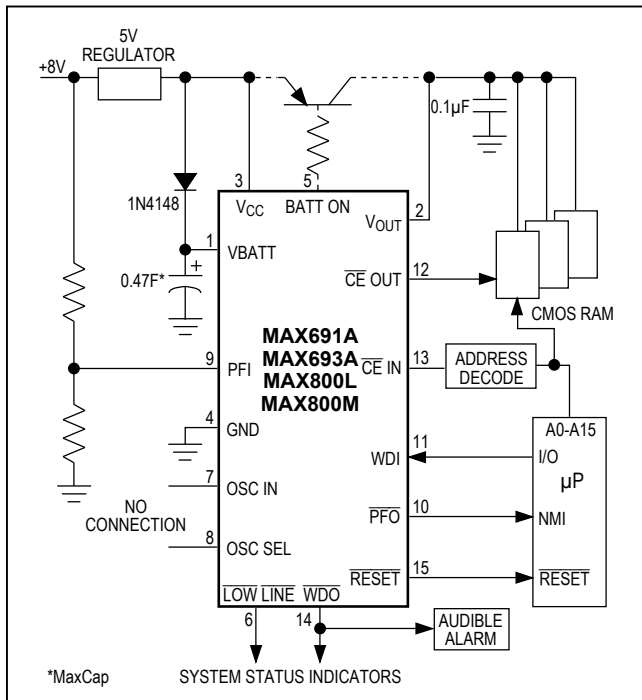 5V
REGULATOR
+8V
0.1µF
3
5
1N4148
VCC
BATT ON
VOUT
2
1
VBATT
0.47F*
CE OUT
12
CMOS RAM
MAX691A
MAX693A
MAX800L
MAX800M
9
PFI
CE IN
13
ADDRESS
DECODE
4
GND
A0-A15
WDI
11
I/O
µP
7
OSC IN
NO
CONNECTION
PFO
10
NMI
8
OSC SEL
RESET
15
RESET
LOW LINE
WDO
6
14
AUDIBLE
ALARM
*MaxCap
SYSTEM STATUS INDICATORS